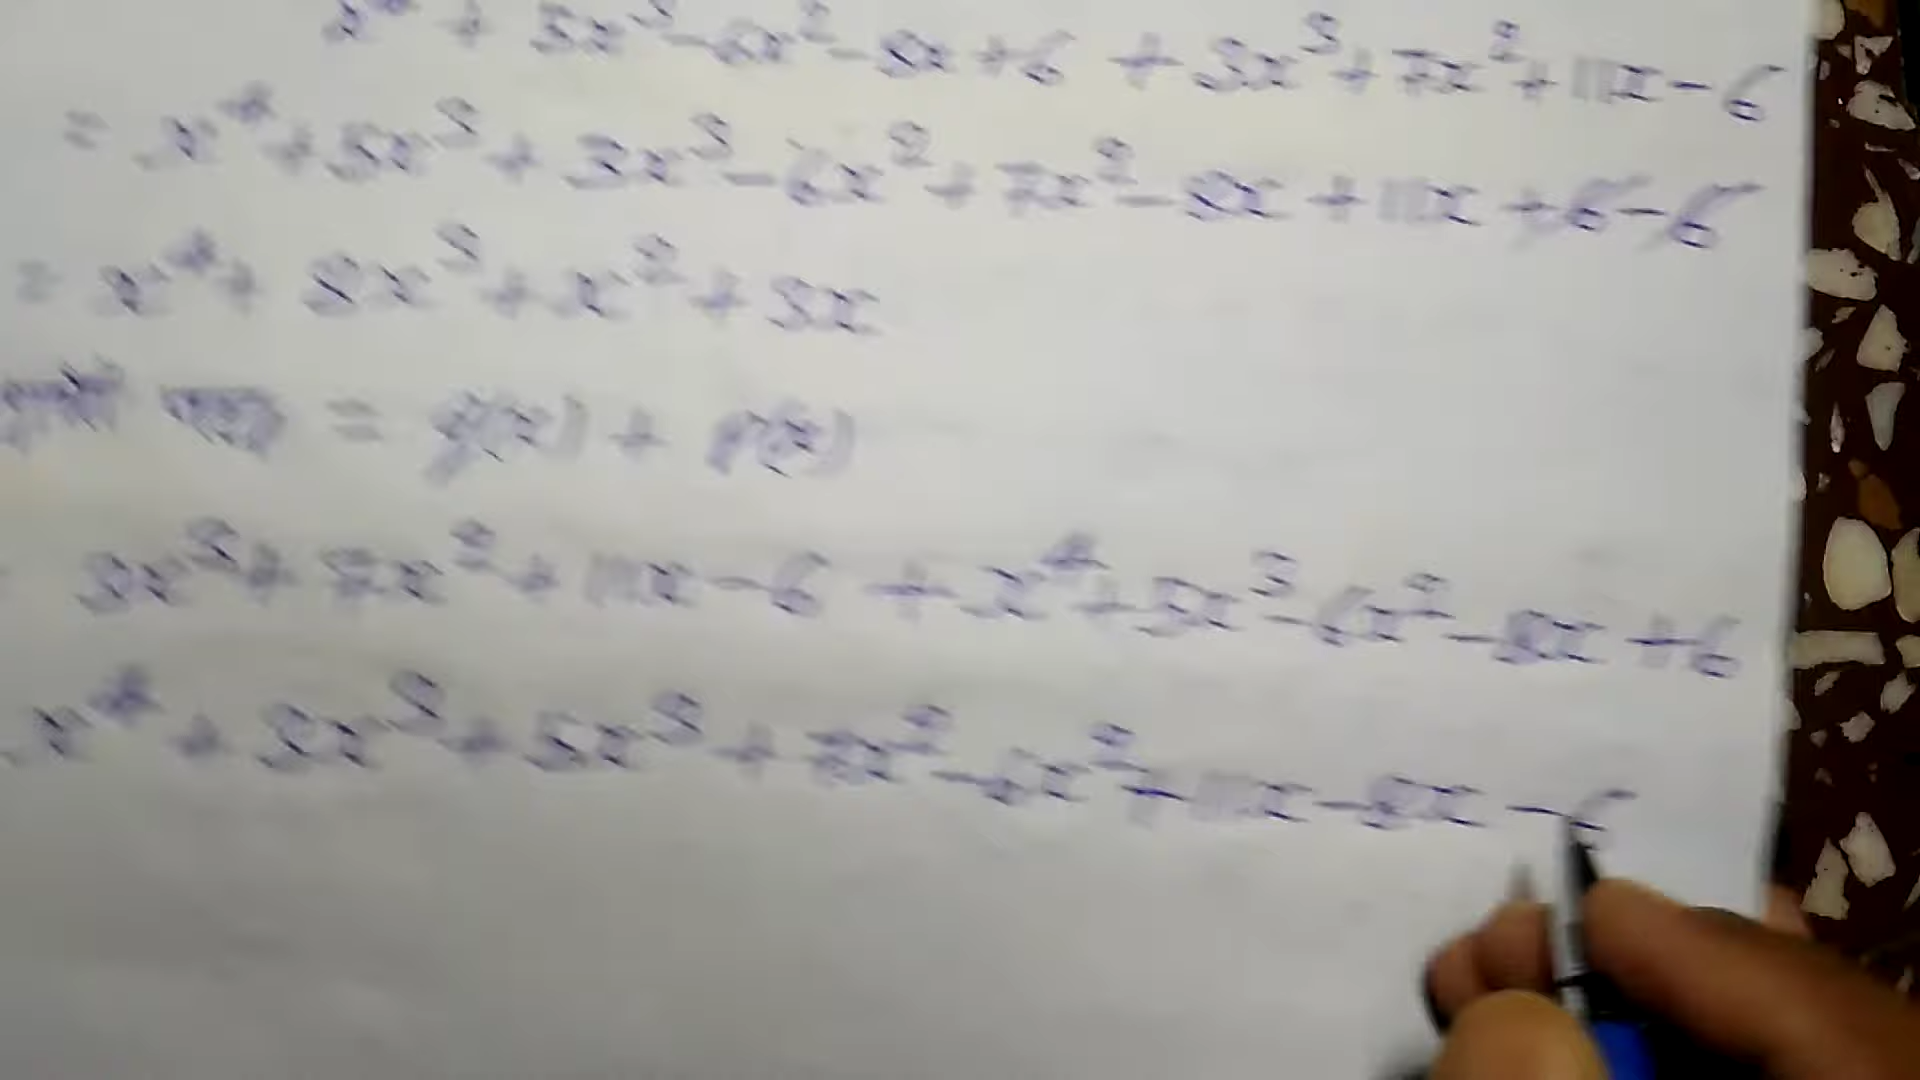 x⁴ + 5x³ - 6x² - 8x + 6 + 3x³ + 7x² + 11x - 6
= x⁴ + 5x³ + 3x³ - 6x² + 7x² - 8x + 11x + 6 - 6
= x⁴ + 8x³ + x² + 3x
= g(x) + p(x)
3x³ + 7x² + 11x - 6 + x⁴ + 5x³ - 6x² - 8x + 6
x⁴ + 3x³ + 5x³ + 7x² - 6x² + 11x - 8x - 6